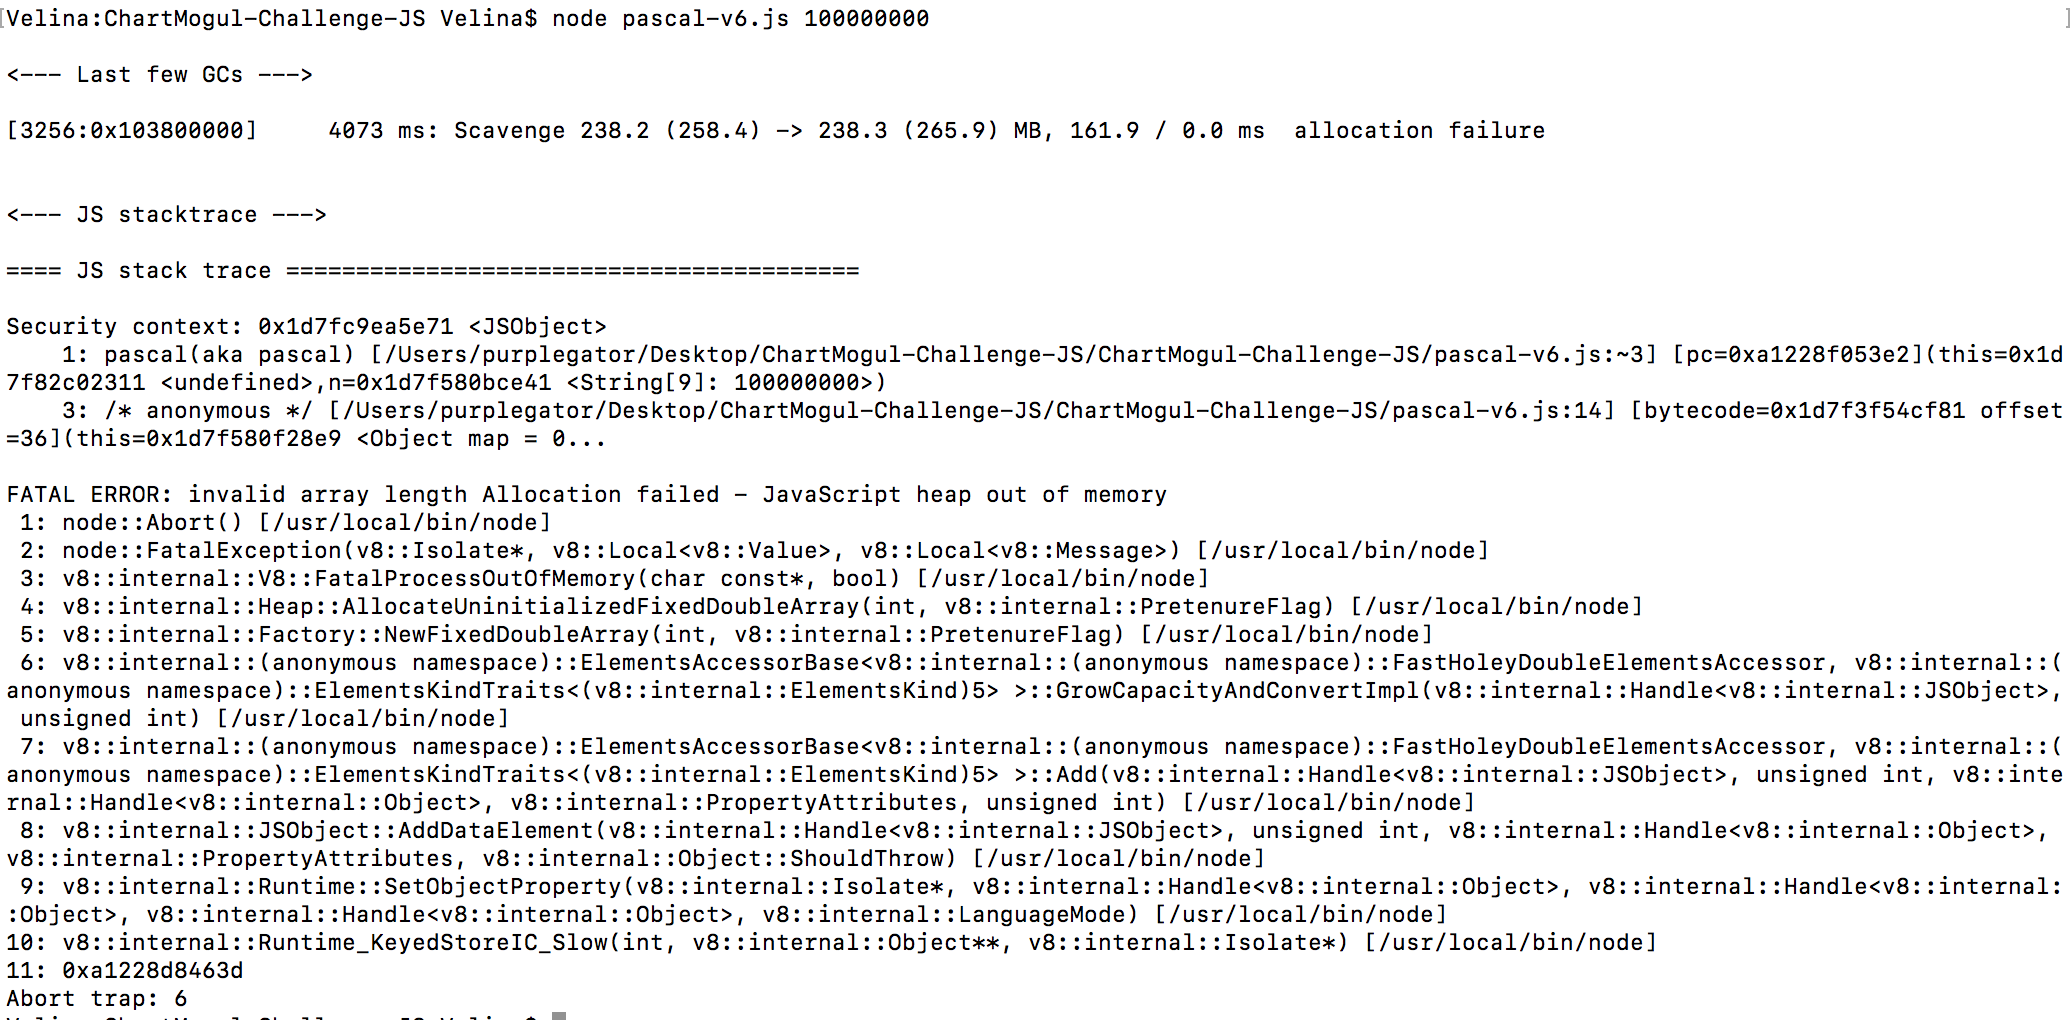 [Velina:ChartMogul-Challenge-JS Velina$ node pascal-v6.js 100000000 ]
<--- Last few GCs --->
[3256:0x103800000]     4073 ms: Scavenge 238.2 (258.4) -> 238.3 (265.9) MB, 161.9 / 0.0 ms  allocation failure
<--- JS stacktrace --->
==== JS stack trace =========================================
Security context: 0x1d7fc9ea5e71 <JSObject>
    1: pascal(aka pascal) [/Users/purplegator/Desktop/ChartMogul-Challenge-JS/ChartMogul-Challenge-JS/pascal-v6.js:~3] [pc=0xa1228f053e2](this=0x1d
7f82c02311 <undefined>,n=0x1d7f580bce41 <String[9]: 100000000>)
    3: /* anonymous */ [/Users/purplegator/Desktop/ChartMogul-Challenge-JS/ChartMogul-Challenge-JS/pascal-v6.js:14] [bytecode=0x1d7f3f54cf81 offset
=36](this=0x1d7f580f28e9 <Object map = 0...
FATAL ERROR: invalid array length Allocation failed - JavaScript heap out of memory
 1: node::Abort() [/usr/local/bin/node]
 2: node::FatalException(v8::Isolate*, v8::Local<v8::Value>, v8::Local<v8::Message>) [/usr/local/bin/node]
 3: v8::internal::V8::FatalProcessOutOfMemory(char const*, bool) [/usr/local/bin/node]
 4: v8::internal::Heap::AllocateUninitializedFixedDoubleArray(int, v8::internal::PretenureFlag) [/usr/local/bin/node]
 5: v8::internal::Factory::NewFixedDoubleArray(int, v8::internal::PretenureFlag) [/usr/local/bin/node]
 6: v8::internal::(anonymous namespace)::ElementsAccessorBase<v8::internal::(anonymous namespace)::FastHoleyDoubleElementsAccessor, v8::internal::(
anonymous namespace)::ElementsKindTraits<(v8::internal::ElementsKind)5> >::GrowCapacityAndConvertImpl(v8::internal::Handle<v8::internal::JSObject>,
 unsigned int) [/usr/local/bin/node]
 7: v8::internal::(anonymous namespace)::ElementsAccessorBase<v8::internal::(anonymous namespace)::FastHoleyDoubleElementsAccessor, v8::internal::(
anonymous namespace)::ElementsKindTraits<(v8::internal::ElementsKind)5> >::Add(v8::internal::Handle<v8::internal::JSObject>, unsigned int, v8::inte
rnal::Handle<v8::internal::Object>, v8::internal::PropertyAttributes, unsigned int) [/usr/local/bin/node]
 8: v8::internal::JSObject::AddDataElement(v8::internal::Handle<v8::internal::JSObject>, unsigned int, v8::internal::Handle<v8::internal::Object>,
v8::internal::PropertyAttributes, v8::internal::Object::ShouldThrow) [/usr/local/bin/node]
 9: v8::internal::Runtime::SetObjectProperty(v8::internal::Isolate*, v8::internal::Handle<v8::internal::Object>, v8::internal::Handle<v8::internal:
:Object>, v8::internal::Handle<v8::internal::Object>, v8::internal::LanguageMode) [/usr/local/bin/node]
10: v8::internal::Runtime_KeyedStoreIC_Slow(int, v8::internal::Object**, v8::internal::Isolate*) [/usr/local/bin/node]
11: 0xa1228d8463d
Abort trap: 6